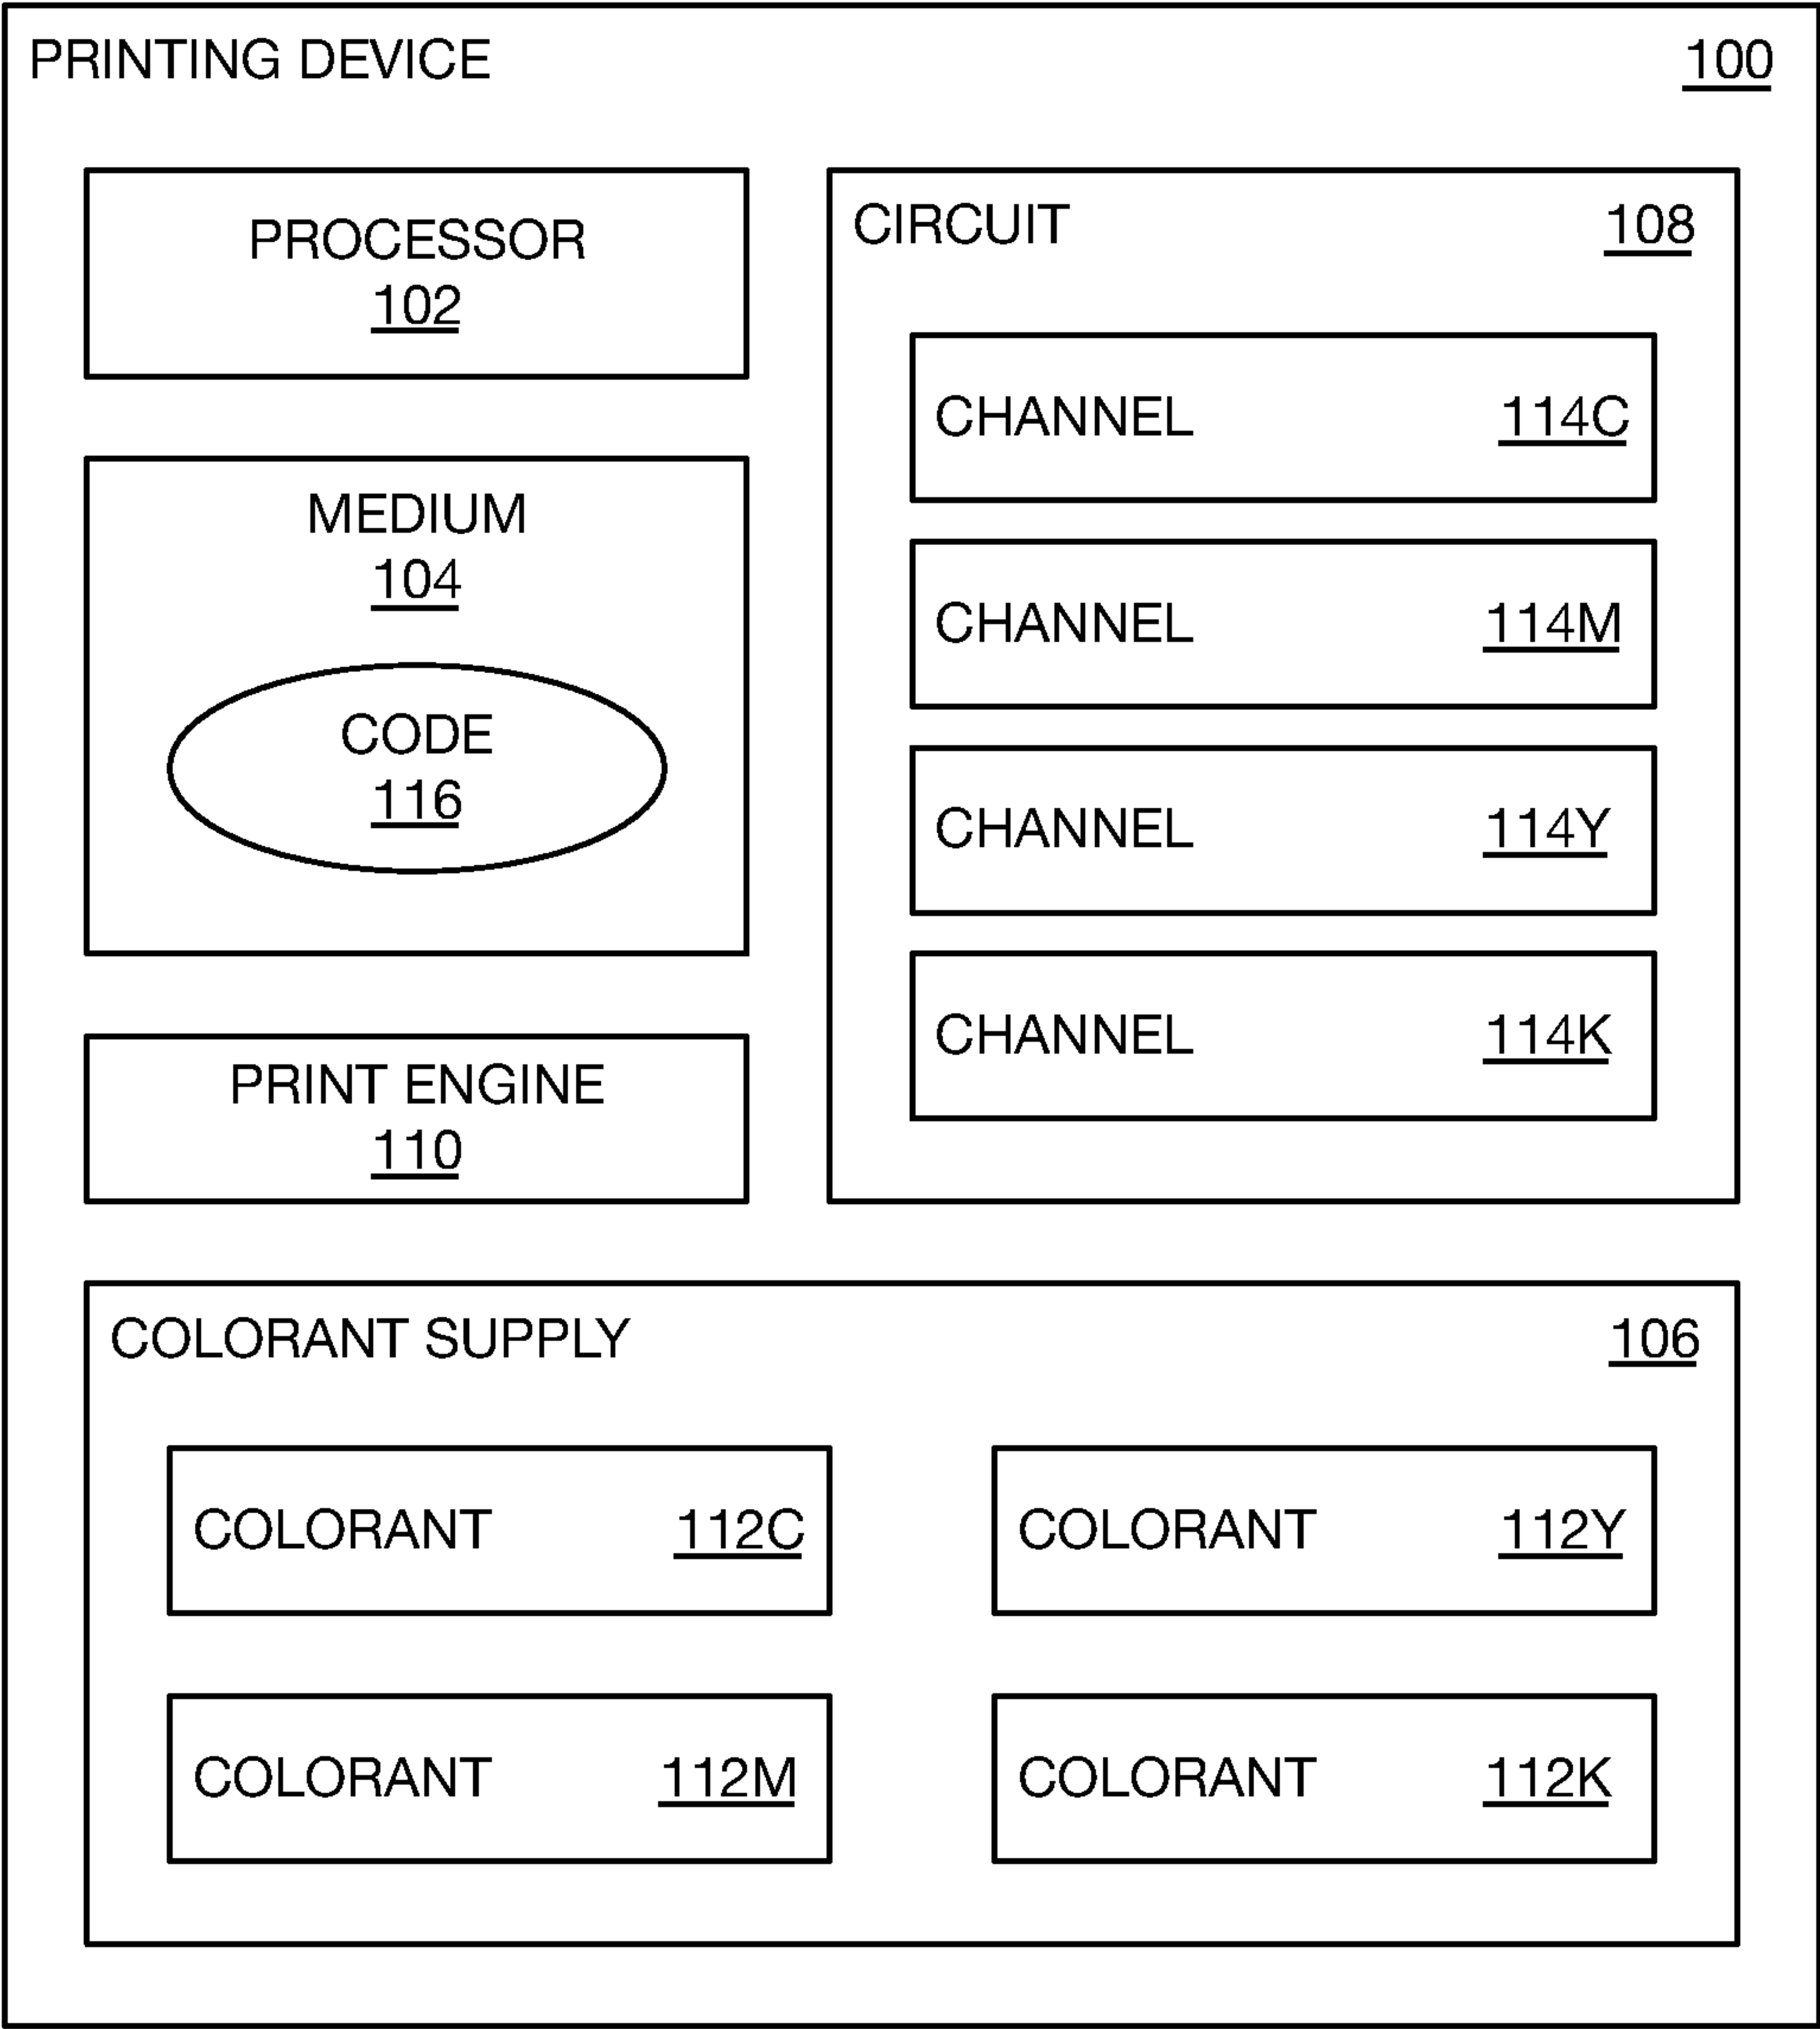 PRINTING DEVICE 100
PROCESSOR
102
MEDIUM
104
CODE
116
PRINT ENGINE
110
CIRCUIT 108
CHANNEL 114C
CHANNEL 114M
CHANNEL 114Y
CHANNEL 114K
COLORANT SUPPLY 106
COLORANT 112C
COLORANT 112Y
COLORANT 112M
COLORANT 112K